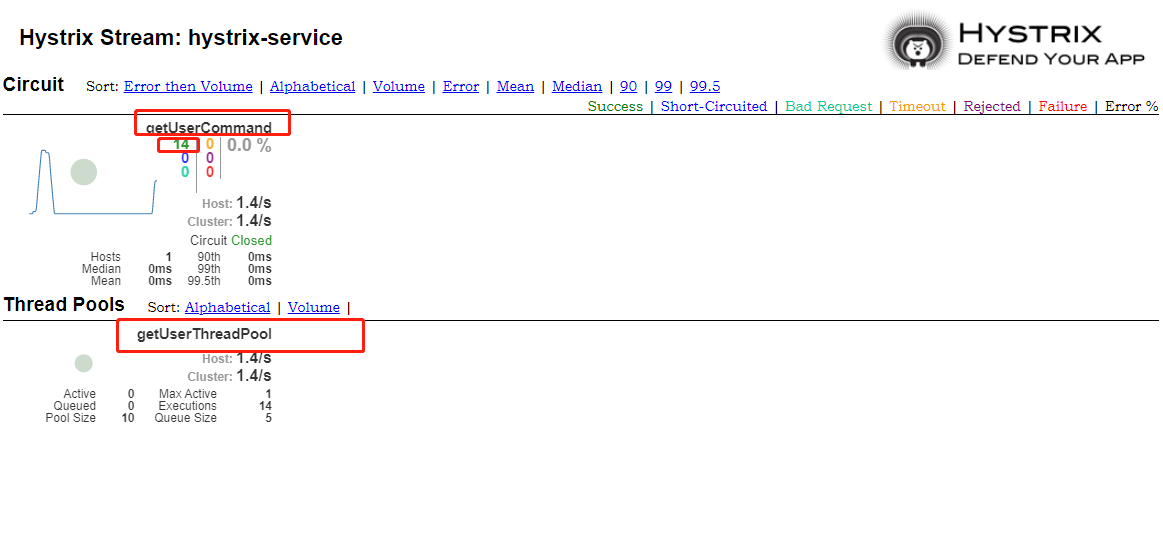 Hystrix Stream: hystrix-service
HYSTRIX
DEFEND YOUR APP
Circuit Sort: Error then Volume | Alphabetical | Volume | Error | Mean | Median | 90 | 99 | 99.5
Success | Short-Circuited | Bad Request | Timeout | Rejected | Failure | Error %
getUserCommand
14 0 0.0 %
0 0
0 0
Host: 1.4/s
Cluster: 1.4/s
Circuit Closed
Hosts 1 90th 0ms
Median 0ms 99th 0ms
Mean 0ms 99.5th 0ms
Thread Pools Sort: Alphabetical | Volume |
getUserThreadPool
Host: 1.4/s
Cluster: 1.4/s
Active 0 Max Active 1
Queued 0 Executions 14
Pool Size 10 Queue Size 5